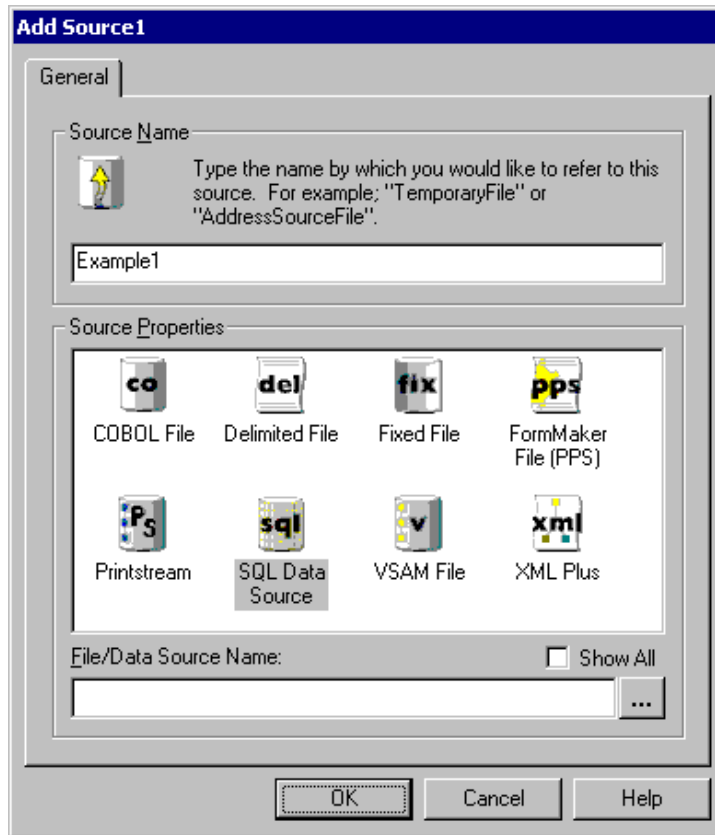 Add Source1
General
Source Name
Type the name by which you would like to refer to this
source. For example; "TemporaryFile" or
"AddressSourceFile".
Example1
Source Properties
co
del
fix
pps
COBOL File
Delimited File
Fixed File
FormMaker
File (PPS)
PS
sql
v
xml
Printstream
SQL Data
Source
VSAM File
XML Plus
File/Data Source Name:
Show All
...
OK
Cancel
Help